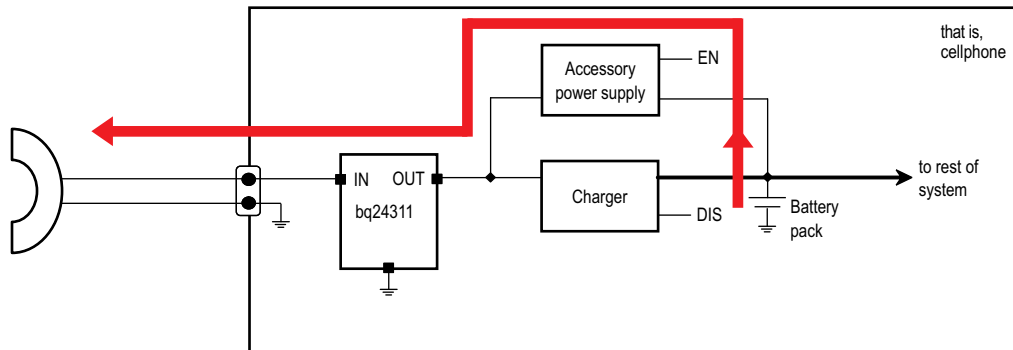 that is,
cellphone
Accessory
power supply
EN
IN
OUT
bq24311
Charger
DIS
to rest of
system
Battery
pack